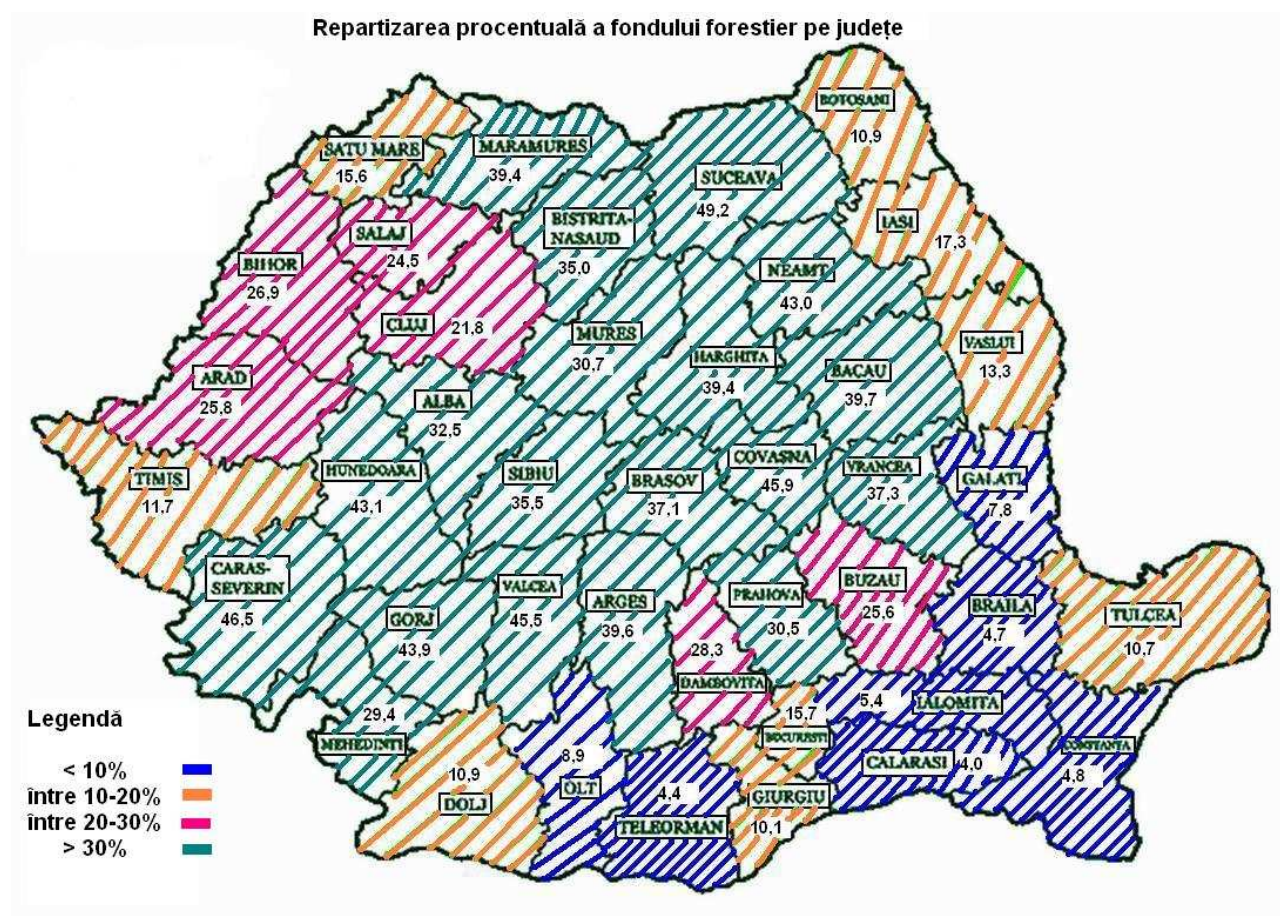 Repartizarea procentuală a fondului forestier pe județe
BOTOSANI
10,9
SATU MARE
15,6
MARAMURES
39,4
SUCEAVA
49,2
IASI
17,3
BISTRITA-
NASAUD
35,0
SALAJ
24,5
BIHOR
26,9
NEAMT
43,0
CLUJ
21,8
MURES
30,7
HARGHITA
39,4
VASLUI
13,3
BACAU
39,7
ARAD
25,8
ALBA
32,5
TIMIS
11,7
HUNEDOARA
43,1
SIBIU
35,5
BRASOV
37,1
COVASNA
45,9
VRANCEA
37,3
GALATI
7,8
CARAS-
SEVERIN
46,5
GORJ
43,9
VALCEA
45,5
ARGES
39,6
PRAHOVA
30,5
BUZAU
25,6
BRAILA
4,7
TULCEA
10,7
28,3
DAMBOVITA
29,4
MEHEDINTI
15,7
BUCURESTI
5,4
IALOMITA
CONSTANTA
4,8
CALARASI
4,0
10,9
DOLJ
8,9
OLT
4,4
TELEORMAN
GIURGIU
10,1
Legendă
< 10%
între 10-20%
între 20-30%
> 30%